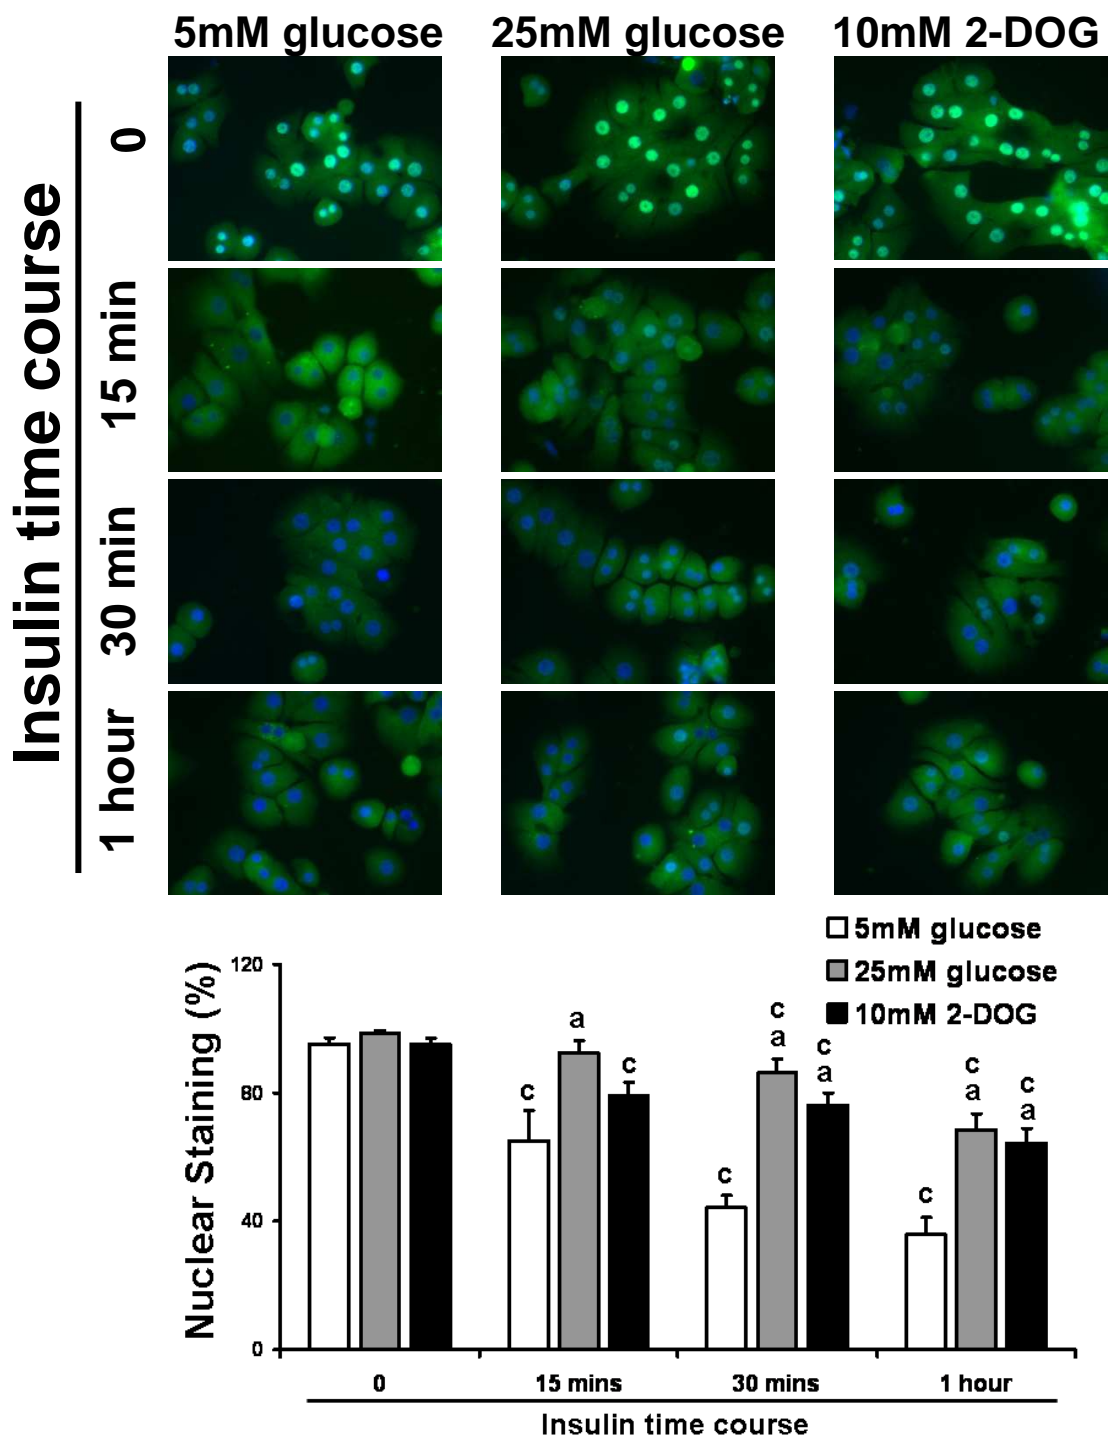 5mM glucose 25mM glucose 10mM 2-DOG
Insulin time course
0
15 min
30 min
1 hour
5mM glucose
25mM glucose
10mM 2-DOG
Nuclear Staining (%)
120
80
40
0
c
a
c
c
c
a
c
a
c
c
a
c
a
0 15 mins 30 mins 1 hour
Insulin time course